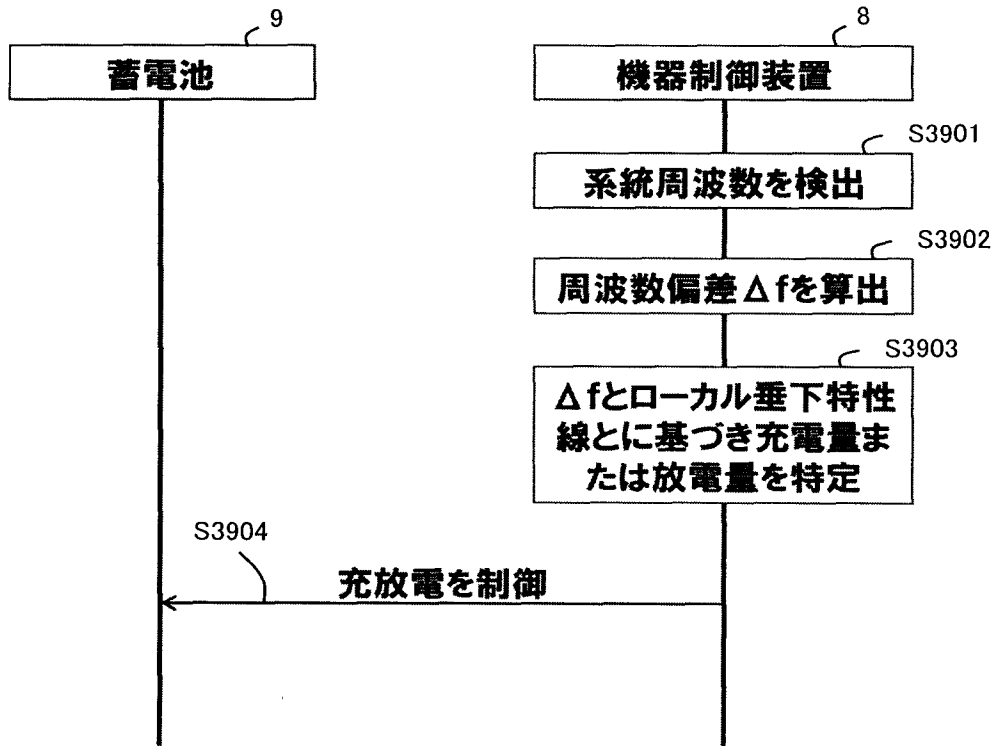 9
8
蓄電池
機器制御装置
S3901
系統周波数を検出
S3902
周波数偏差Δfを算出
S3903
Δfとローカル垂下特性
線とに基づき充電量ま
たは放電量を特定
S3904
充放電を制御